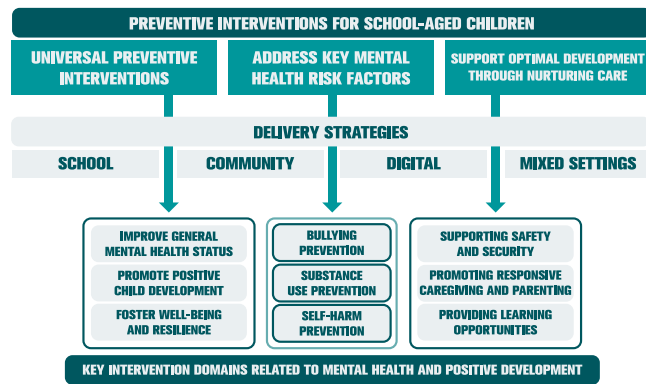 PREVENTIVE INTERVENTIONS FOR SCHOOL-AGED CHILDREN
UNIVERSAL PREVENTIVE
INTERVENTIONS
ADDRESS KEY MENTAL
HEALTH RISK FACTORS
SUPPORT OPTIMAL DEVELOPMENT
THROUGH NURTURING CARE
DELIVERY STRATEGIES
SCHOOL
COMMUNITY
DIGITAL
MIXED SETTINGS
IMPROVE GENERAL
MENTAL HEALTH STATUS
PROMOTE POSITIVE
CHILD DEVELOPMENT
FOSTER WELL-BEING
AND RESILIENCE
BULLYING
PREVENTION
SUBSTANCE
USE PREVENTION
SELF-HARM
PREVENTION
SUPPORTING SAFETY
AND SECURITY
PROMOTING RESPONSIVE
CAREGIVING AND PARENTING
PROVIDING LEARNING
OPPORTUNITIES
KEY INTERVENTION DOMAINS RELATED TO MENTAL HEALTH AND POSITIVE DEVELOPMENT